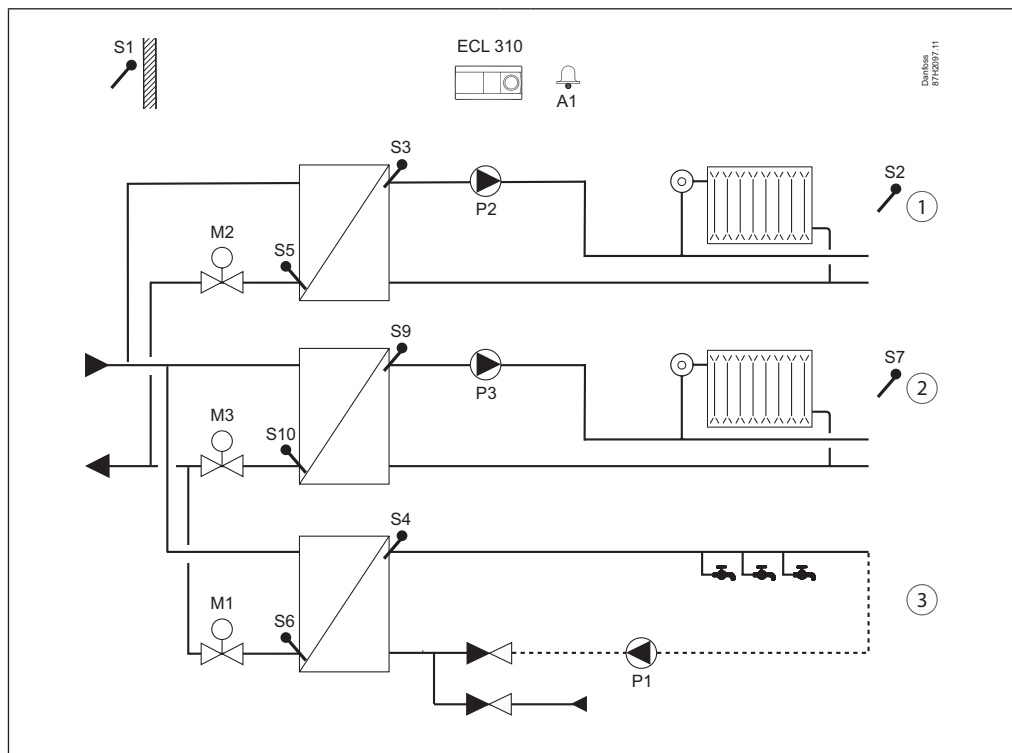 S1
ECL 310
A1
Danfoss
87H2097.11
S3
P2
S2
1
M2
S5
S9
P3
S7
2
M3
S10
S4
3
M1
S6
P1